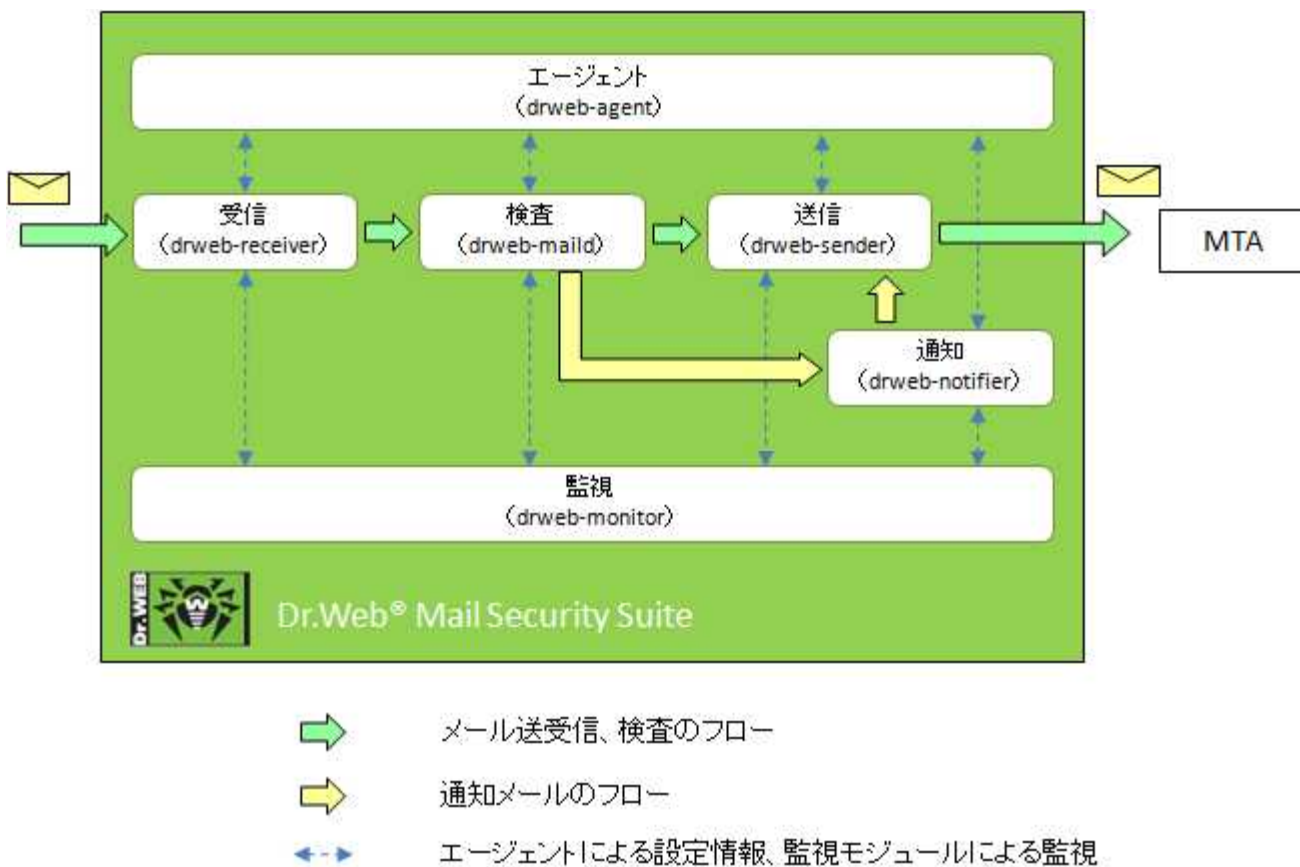 エージェント
（drweb-agent）
受信
（drweb-receiver）
検査
（drweb-maild）
送信
（drweb-sender）
MTA
通知
（drweb-notifier）
監視
（drweb-monitor）
Dr.WEB
Dr.Web® Mail Security Suite
メール送受信、検査のフロー
通知メールのフロー
エージェントによる設定情報、監視モジュールによる監視